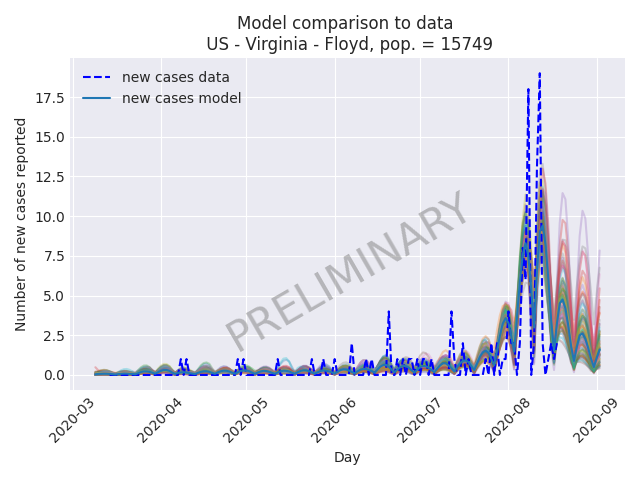 Model comparison to data
US - Virginia - Floyd, pop. = 15749
new cases data
new cases model
17.5
15.0
12.5
10.0
7.5
5.0
2.5
0.0
Number of new cases reported
PRELIMINARY
2020-03
2020-04
2020-05
2020-06
2020-07
2020-08
2020-09
Day